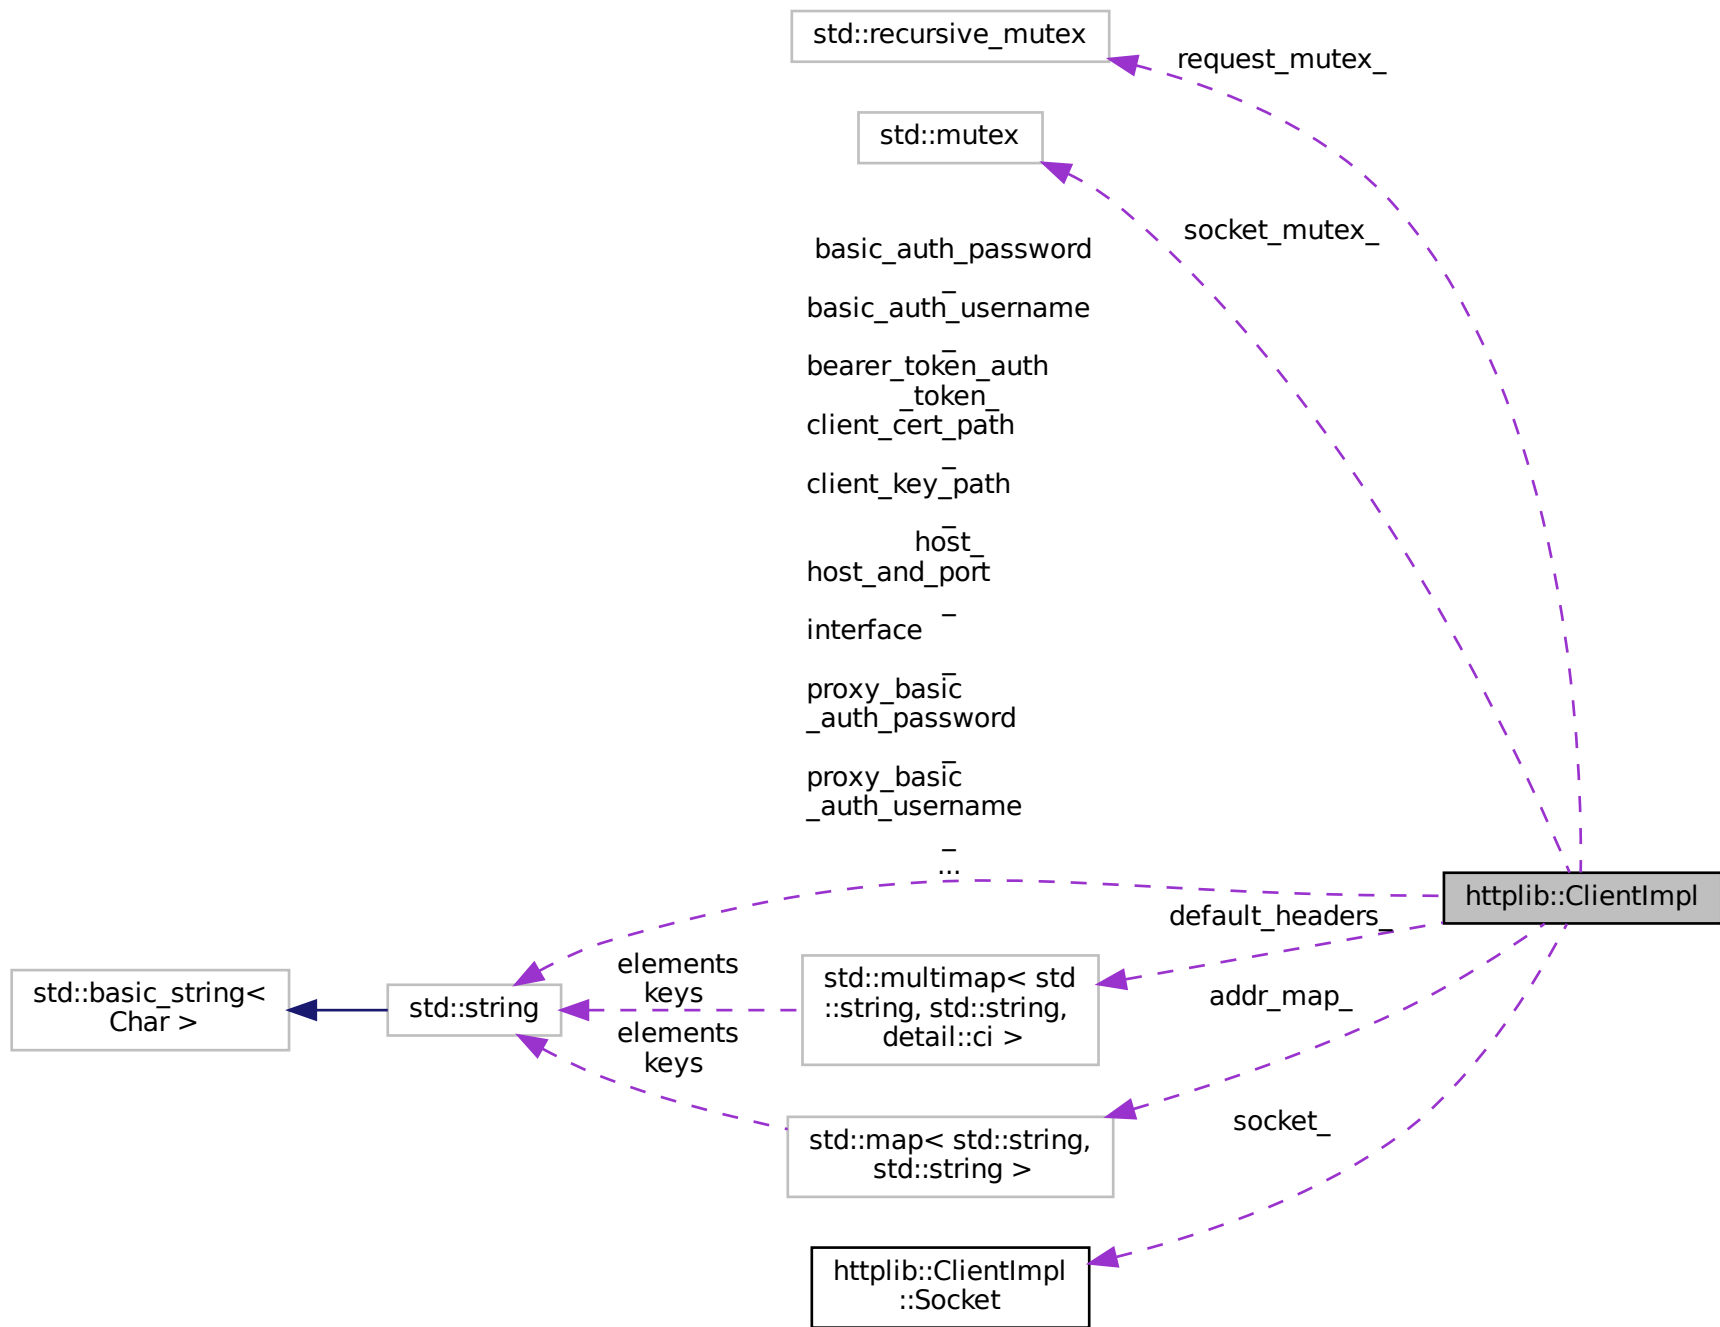 std::recursive_mutex
request_mutex_
std::mutex
socket_mutex_
basic_auth_password
_
basic_auth_username
_
bearer_token_auth
_token_
client_cert_path
_
client_key_path
_
host_
host_and_port
_
interface
_
proxy_basic
_auth_password
_
proxy_basic
_auth_username
_
...
httplib::ClientImpl
default_headers_
elements
keys
std::multimap< std
::string, std::string,
detail::ci >
addr_map_
std::basic_string<
Char >
std::string
elements
keys
std::map< std::string,
std::string >
socket_
httplib::ClientImpl
::Socket